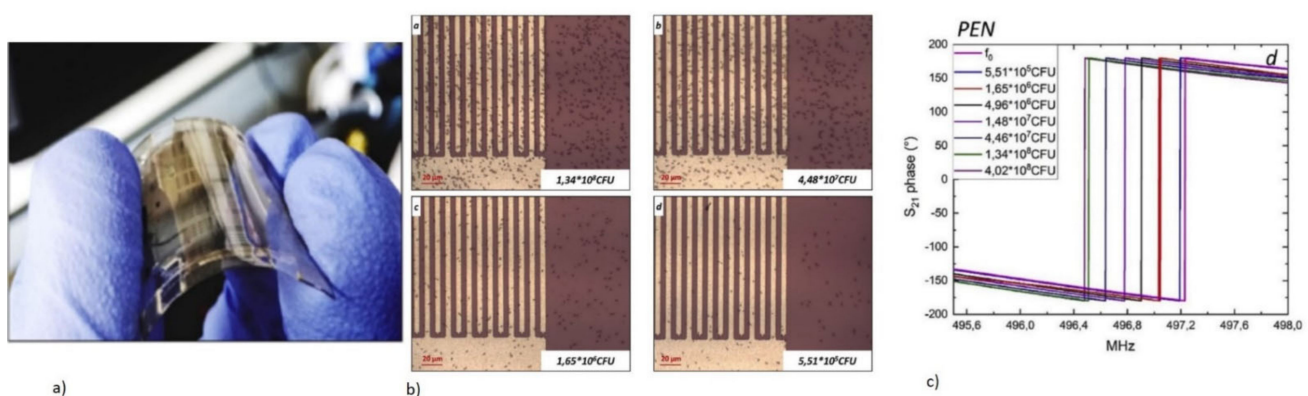 a)
a
20 µm
1,34*10⁸CFU
b
20 µm
4,48*10⁷CFU
c
20 µm
1,65*10⁶CFU
d
20 µm
5,51*10⁵CFU
b)
PEN
d
f₀
5,51*10⁵CFU
1,65*10⁶CFU
4,96*10⁶CFU
1,48*10⁷CFU
4,46*10⁷CFU
1,34*10⁸CFU
4,02*10⁸CFU
S₂₁ phase (°)
200
150
100
50
0
-50
-100
-150
-200
495,6 496,0 496,4 496,8 497,2 497,6 498,0
MHz
c)